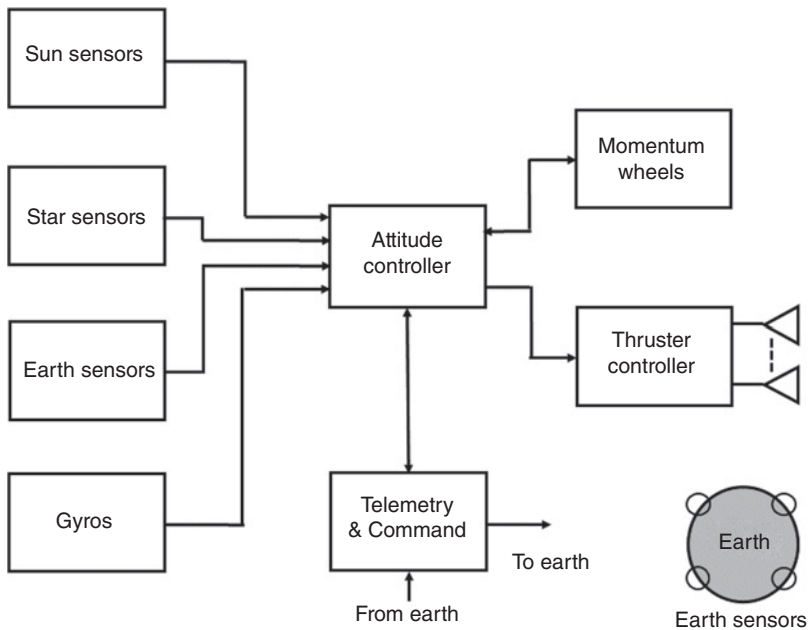 Sun sensors
Star sensors
Earth sensors
Gyros
Attitude
controller
Momentum
wheels
Thruster
controller
Telemetry
& Command
To earth
From earth
Earth
Earth sensors